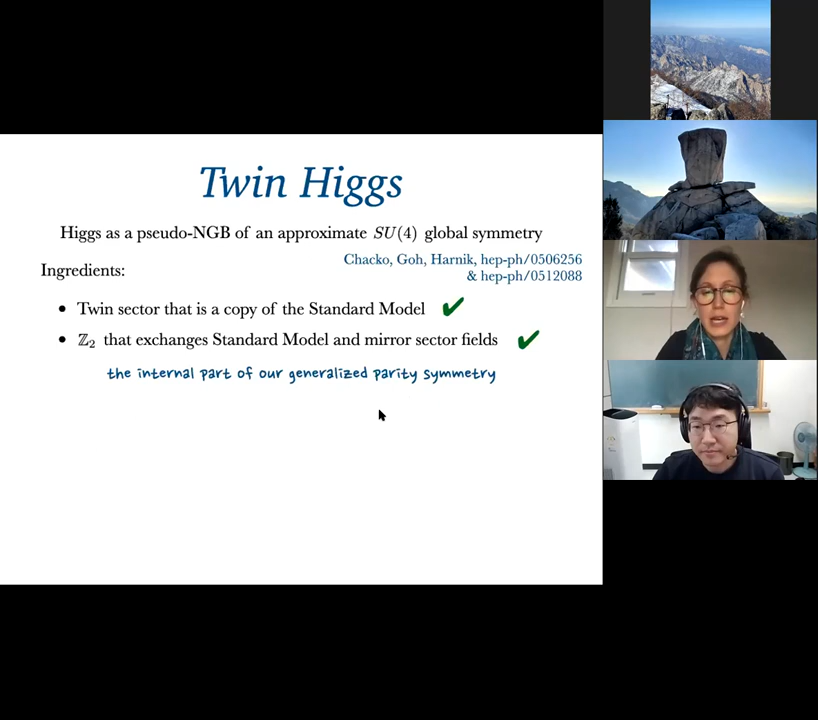 Twin Higgs
Higgs as a pseudo-NGB of an approximate SU(4) global symmetry
Chacko, Goh, Harnik, hep-ph/0506256
& hep-ph/0512088
Ingredients:
• Twin sector that is a copy of the Standard Model ✔
• ℤ₂ that exchanges Standard Model and mirror sector fields ✔
the internal part of our generalized parity symmetry